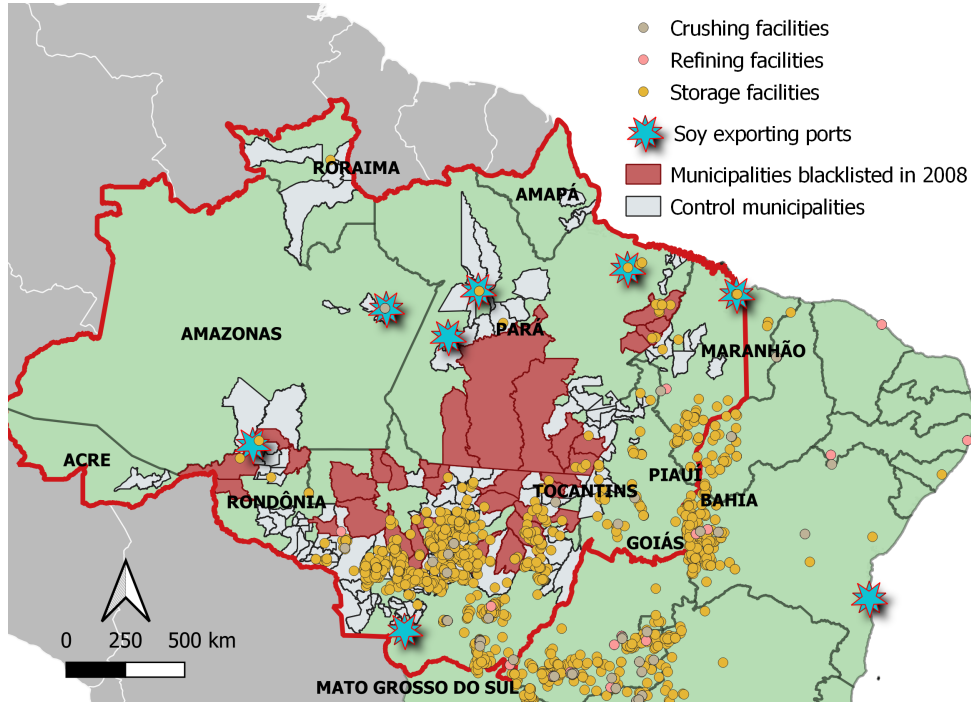 Crushing facilities
Refining facilities
Storage facilities
Soy exporting ports
Municipalities blacklisted in 2008
Control municipalities
RORAIMA
AMAPÁ
AMAZONAS
PARÁ
MARANHÃO
ACRE
RONDÔNIA
TOCANTINS
PIAUÍ
BAHIA
GOIÁS
0 250 500 km
MATO GROSSO DO SUL